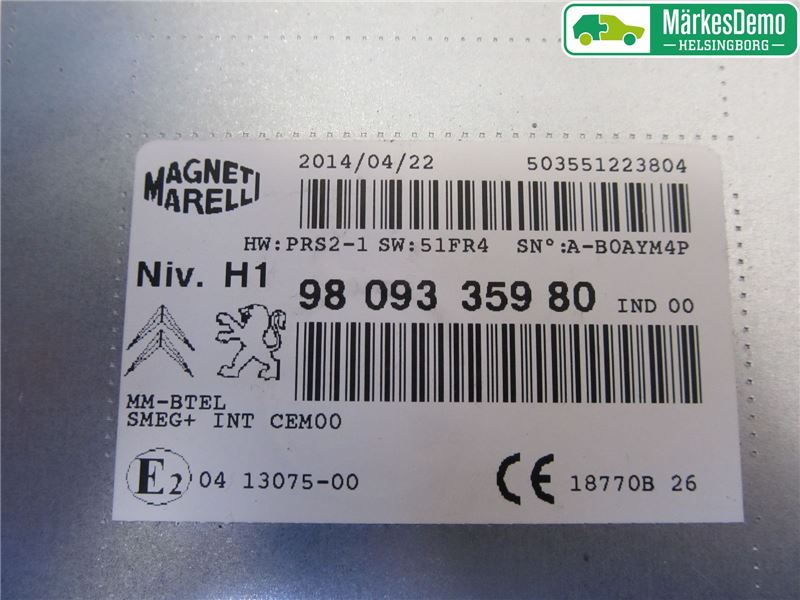 MärkesDemo
HELSINGBORG
MAGNETI
MARELLI
2014/04/22 503551223804
HW:PRS2-1 SW:51FR4 SN°:A-B0AYM4P
Niv. H1
98 093 359 80 IND 00
MM-BTEL
SMEG+ INT CEM00
E2 04 13075-00 CE 18770B 26